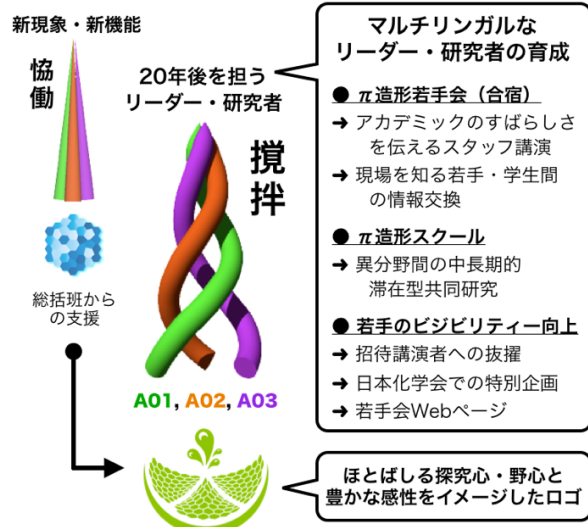 新現象・新機能
恊働
総括班から
の支援
20年後を担う
リーダー・研究者
撹拌
A01, A02, A03
マルチリンガルな
リーダー・研究者の育成
● π造形若手会（合宿）
➜ アカデミックのすばらしさ
を伝えるスタッフ講演
➜ 現場を知る若手・学生間
の情報交換
● π造形スクール
➜ 異分野間の中長期的
滞在型共同研究
● 若手のビジビリティー向上
➜ 招待講演者への抜擢
➜ 日本化学会での特別企画
➜ 若手会Webページ
ほとばしる探究心・野心と
豊かな感性をイメージしたロゴ